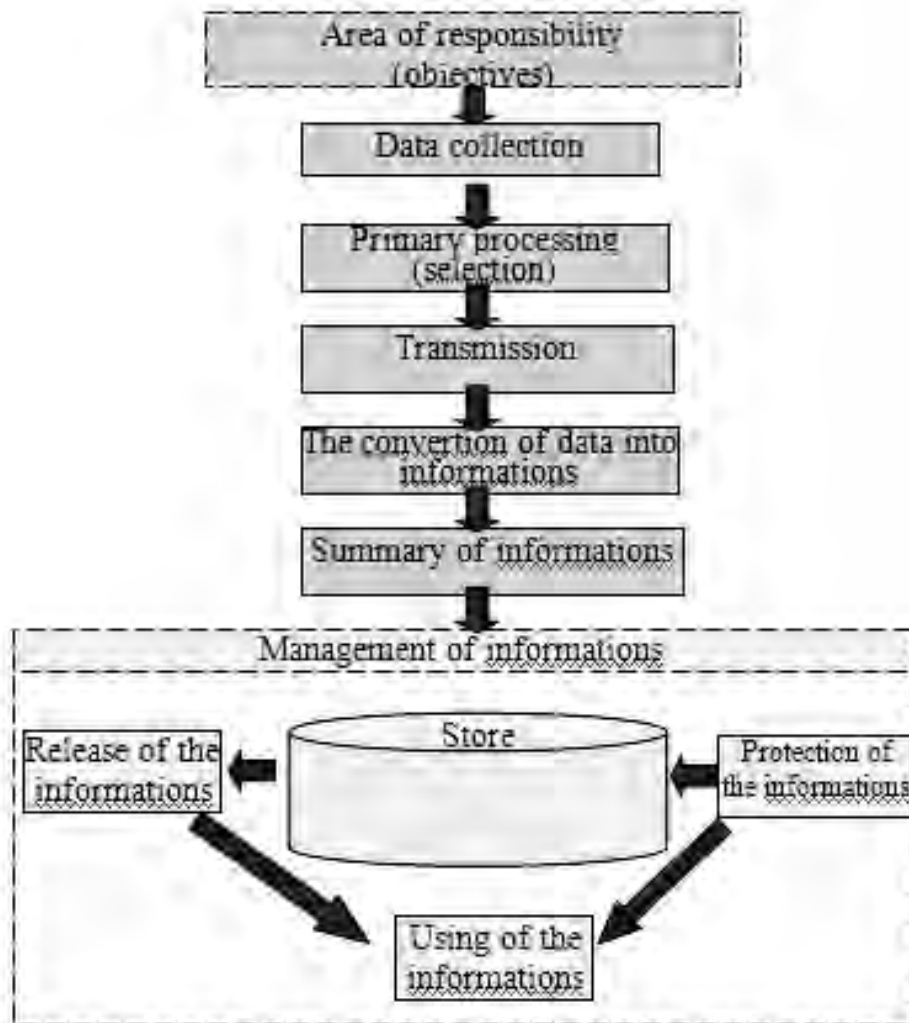 Area of responsibility
(objectives)
Data collection
Primary processing
(selection)
Transmission
The convertion of data into
informations
Summary of informations
Management of informations
Store
Release of the
informations
Protection of
the informations
Using of the
informations